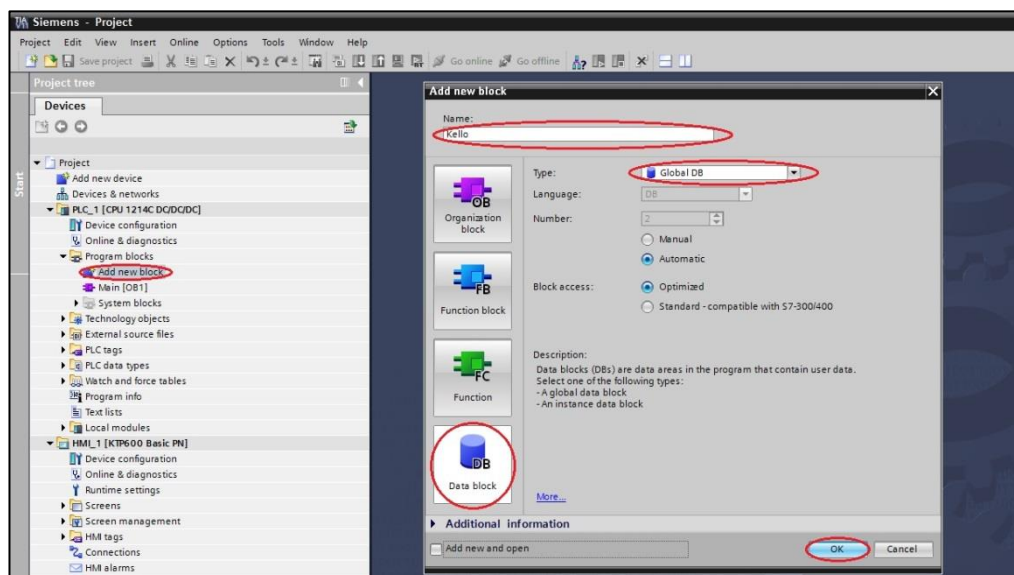 Siemens - Project
Project Edit View Insert Online Options Tools Window Help
Save project Go online Go offline
Project tree
Devices
Start
Project
Add new device
Devices & networks
PLC_1 [CPU 1214C DC/DC/DC]
Device configuration
Online & diagnostics
Program blocks
Add new block
Main [OB1]
System blocks
Technology objects
External source files
PLC tags
PLC data types
Watch and force tables
Program info
Text lists
Local modules
HMI_1 [KTP600 Basic PN]
Device configuration
Online & diagnostics
Runtime settings
Screens
Screen management
HMI tags
Connections
HMI alarms
Add new block
Name:
Kello
OB
Organization
block
FB
Function block
FC
Function
DB
Data block
Type: Global DB
Language: DB
Number: 2
Manual
Automatic
Block access: Optimized
Standard - compatible with S7-300/400
Description:
Data blocks (DBs) are data areas in the program that contain user data.
Select one of the following types:
- A global data block
- An instance data block
More...
Additional information
Add new and open
OK Cancel